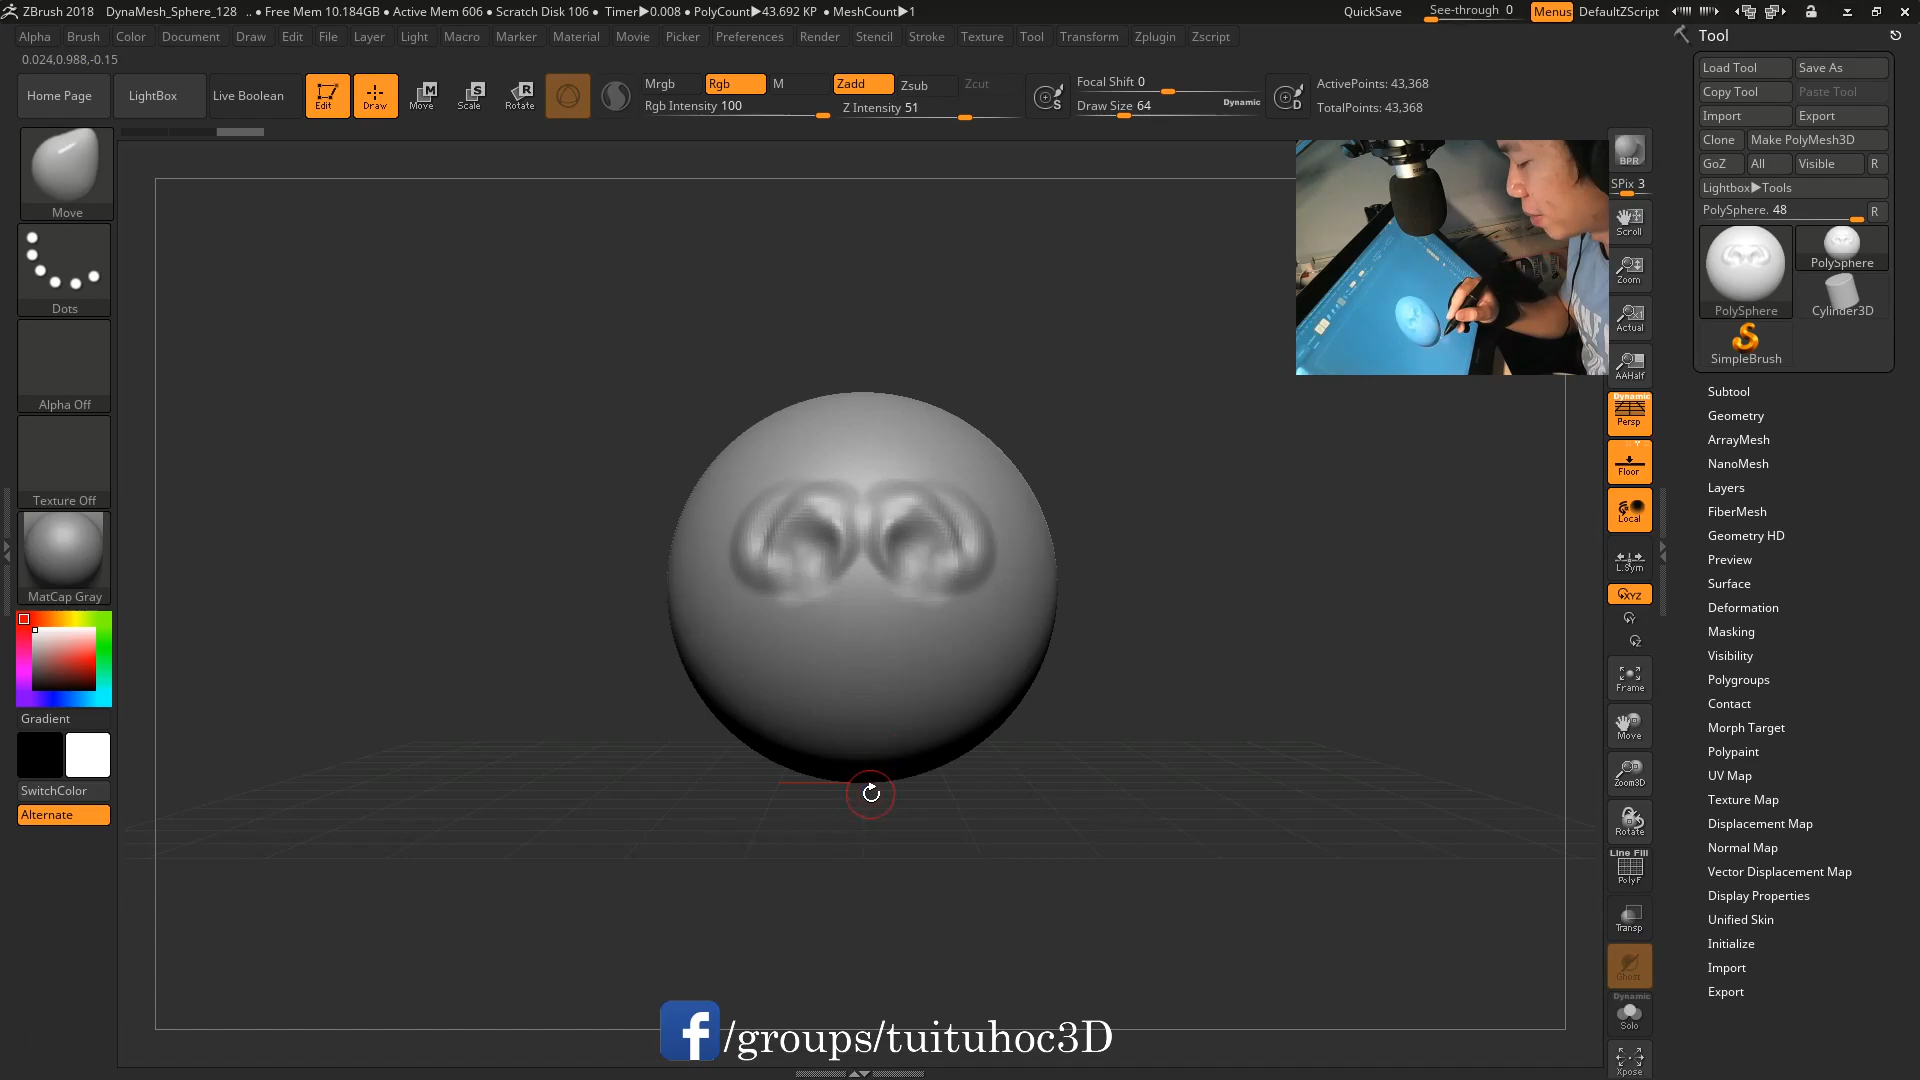 ZBrush 2018 DynaMesh_Sphere_128 .. • Free Mem 10.184GB • Active Mem 606 • Scratch Disk 106 • Timer▶0.008 • PolyCount▶43.692 KP • MeshCount▶1 QuickSave See-through 0 Menus DefaultZScript
Alpha Brush Color Document Draw Edit File Layer Light Macro Marker Material Movie Picker Preferences Render Stencil Stroke Texture Tool Transform Zplugin Zscript
0.024,0.988,-0.15
Home Page LightBox Live Boolean Edit Draw Move Scale Rotate
Mrgb Rgb M Zadd Zsub Zcut
Rgb Intensity 100 Z Intensity 51
Focal Shift 0
Draw Size 64 Dynamic
ActivePoints: 43,368
TotalPoints: 43,368
Move
Dots
Alpha Off
Texture Off
MatCap Gray
Gradient
SwitchColor
Alternate
BPR
SPix 3
Scroll
Zoom
Actual
AAHalf
Dynamic
Persp
Floor
Local
L.Sym
XYZ
Y
Z
Frame
Move
Zoom3D
Rotate
Line Fill
PolyF
Transp
Ghost
Dynamic
Solo
Xpose
Tool
Load Tool Save As
Copy Tool Paste Tool
Import Export
Clone Make PolyMesh3D
GoZ All Visible R
Lightbox▶Tools
PolySphere. 48 R
PolySphere PolySphere
Cylinder3D
SimpleBrush
Subtool
Geometry
ArrayMesh
NanoMesh
Layers
FiberMesh
Geometry HD
Preview
Surface
Deformation
Masking
Visibility
Polygroups
Contact
Morph Target
Polypaint
UV Map
Texture Map
Displacement Map
Normal Map
Vector Displacement Map
Display Properties
Unified Skin
Initialize
Import
Export
f /groups/tuituhoc3D